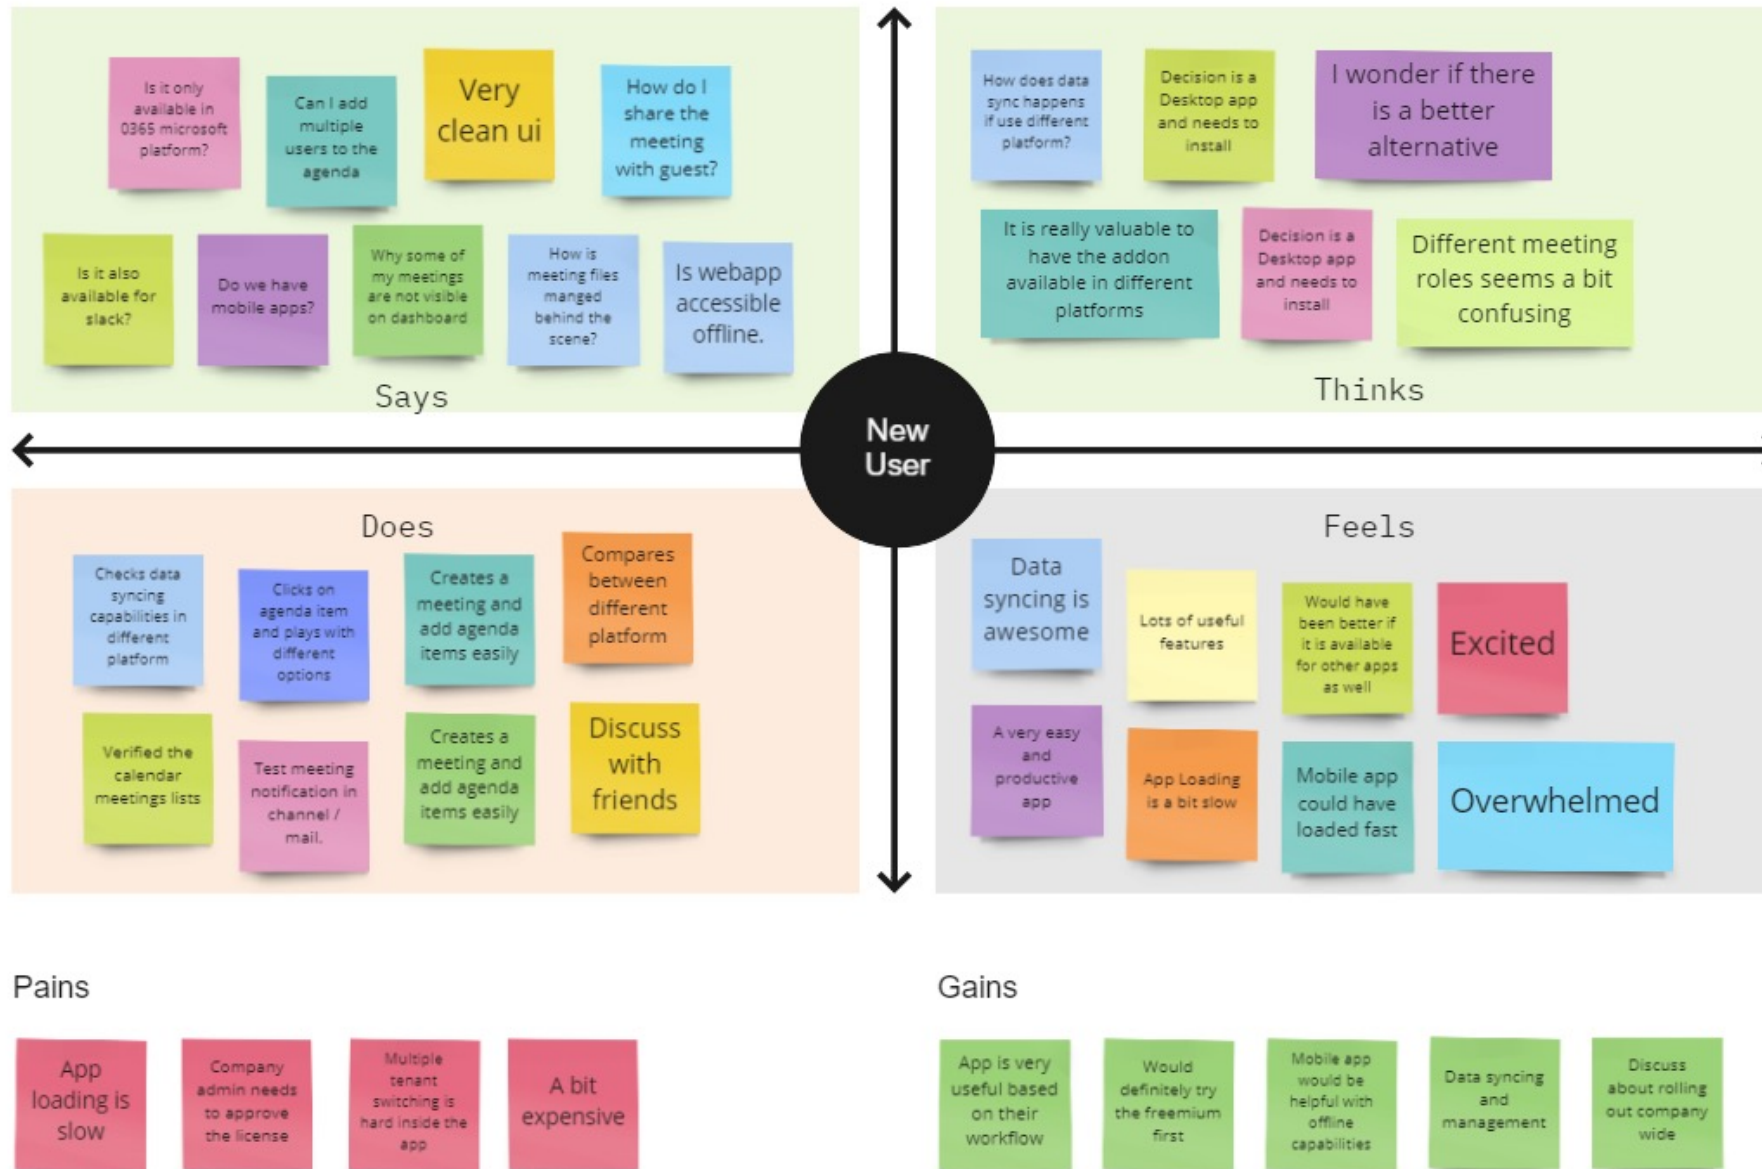 Is it only
available in
0365 microsoft
platform?
Can I add
multiple
users to the
agenda
Very
clean ui
How do I
share the
meeting
with guest?
Is it also
available for
slack?
Do we have
mobile apps?
Why some of
my meetings
are not visible
on dashboard
How is
meeting files
manged
behind the
scene?
Is webapp
accessible
offline.
Says
How does data
sync happens
if use different
platform?
Decision is a
Desktop app
and needs to
install
I wonder if there
is a better
alternative
It is really valuable to
have the addon
available in different
platforms
Decision is a
Desktop app
and needs to
install
Different meeting
roles seems a bit
confusing
Thinks
New
User
Does
Checks data
syncing
capabilities in
different
platform
Clicks on
agenda item
and plays with
different
options
Creates a
meeting and
add agenda
items easily
Compares
between
different
platform
Verified the
calendar
meetings lists
Test meeting
notification in
channel /
mail.
Creates a
meeting and
add agenda
items easily
Discuss
with
friends
Feels
Data
syncing is
awesome
Lots of useful
features
Would have
been better if
it is available
for other apps
as well
Excited
A very easy
and
productive
app
App Loading
is a bit slow
Mobile app
could have
loaded fast
Overwhelmed
Pains
App
loading is
slow
Company
admin needs
to approve
the license
Multiple
tenant
switching is
hard inside the
app
A bit
expensive
Gains
App is very
useful based
on their
workflow
Would
definitely try
the freemium
first
Mobile app
would be
helpful with
offline
capabilities
Data syncing
and
management
Discuss
about rolling
out company
wide